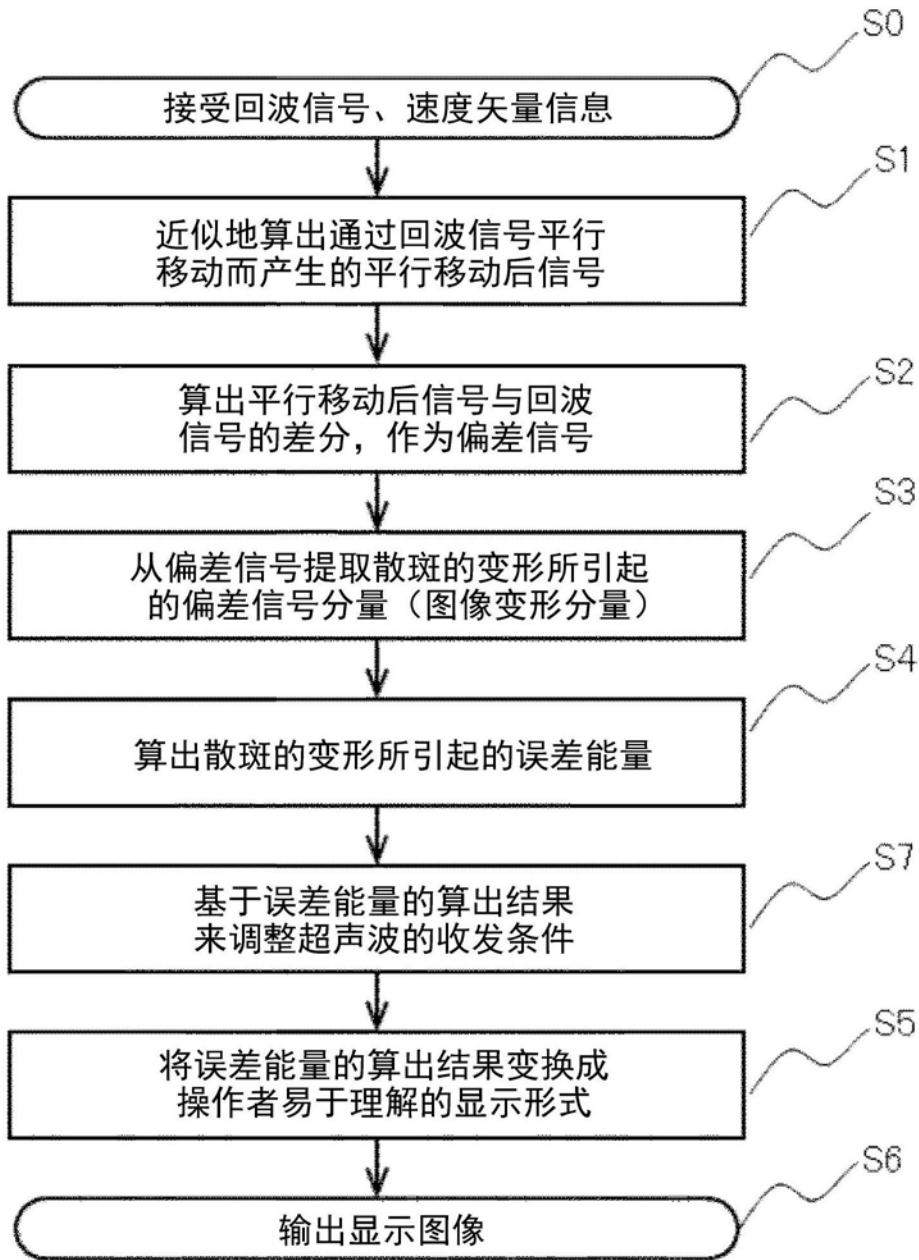 S0
接受回波信号、速度矢量信息
S1
近似地算出通过回波信号平行
移动而产生的平行移动后信号
S2
算出平行移动后信号与回波
信号的差分，作为偏差信号
S3
从偏差信号提取散斑的变形所引起
的偏差信号分量（图像变形分量）
S4
算出散斑的变形所引起的误差能量
S7
基于误差能量的算出结果
来调整超声波的收发条件
S5
将误差能量的算出结果变换成
操作者易于理解的显示形式
S6
输出显示图像